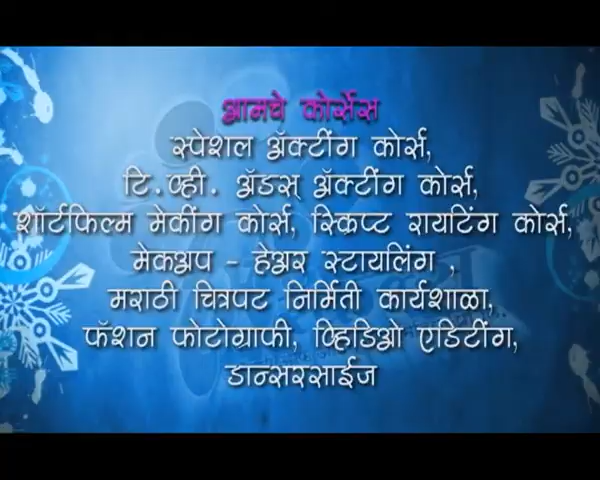 आमचे कोर्सेस
स्पेशल ॲक्टींग कोर्स,
टि.व्ही. ॲडस् ॲक्टींग कोर्स,
शॉर्टफिल्म मेकींग कोर्स, स्क्रिप्ट रायटिंग कोर्स,
मेकअप - हेअर स्टायलिंग ,
मराठी चित्रपट निर्मिती कार्यशाळा,
फॅशन फोटोग्राफी, व्हिडिओ एडिटींग,
डान्सरसाईज